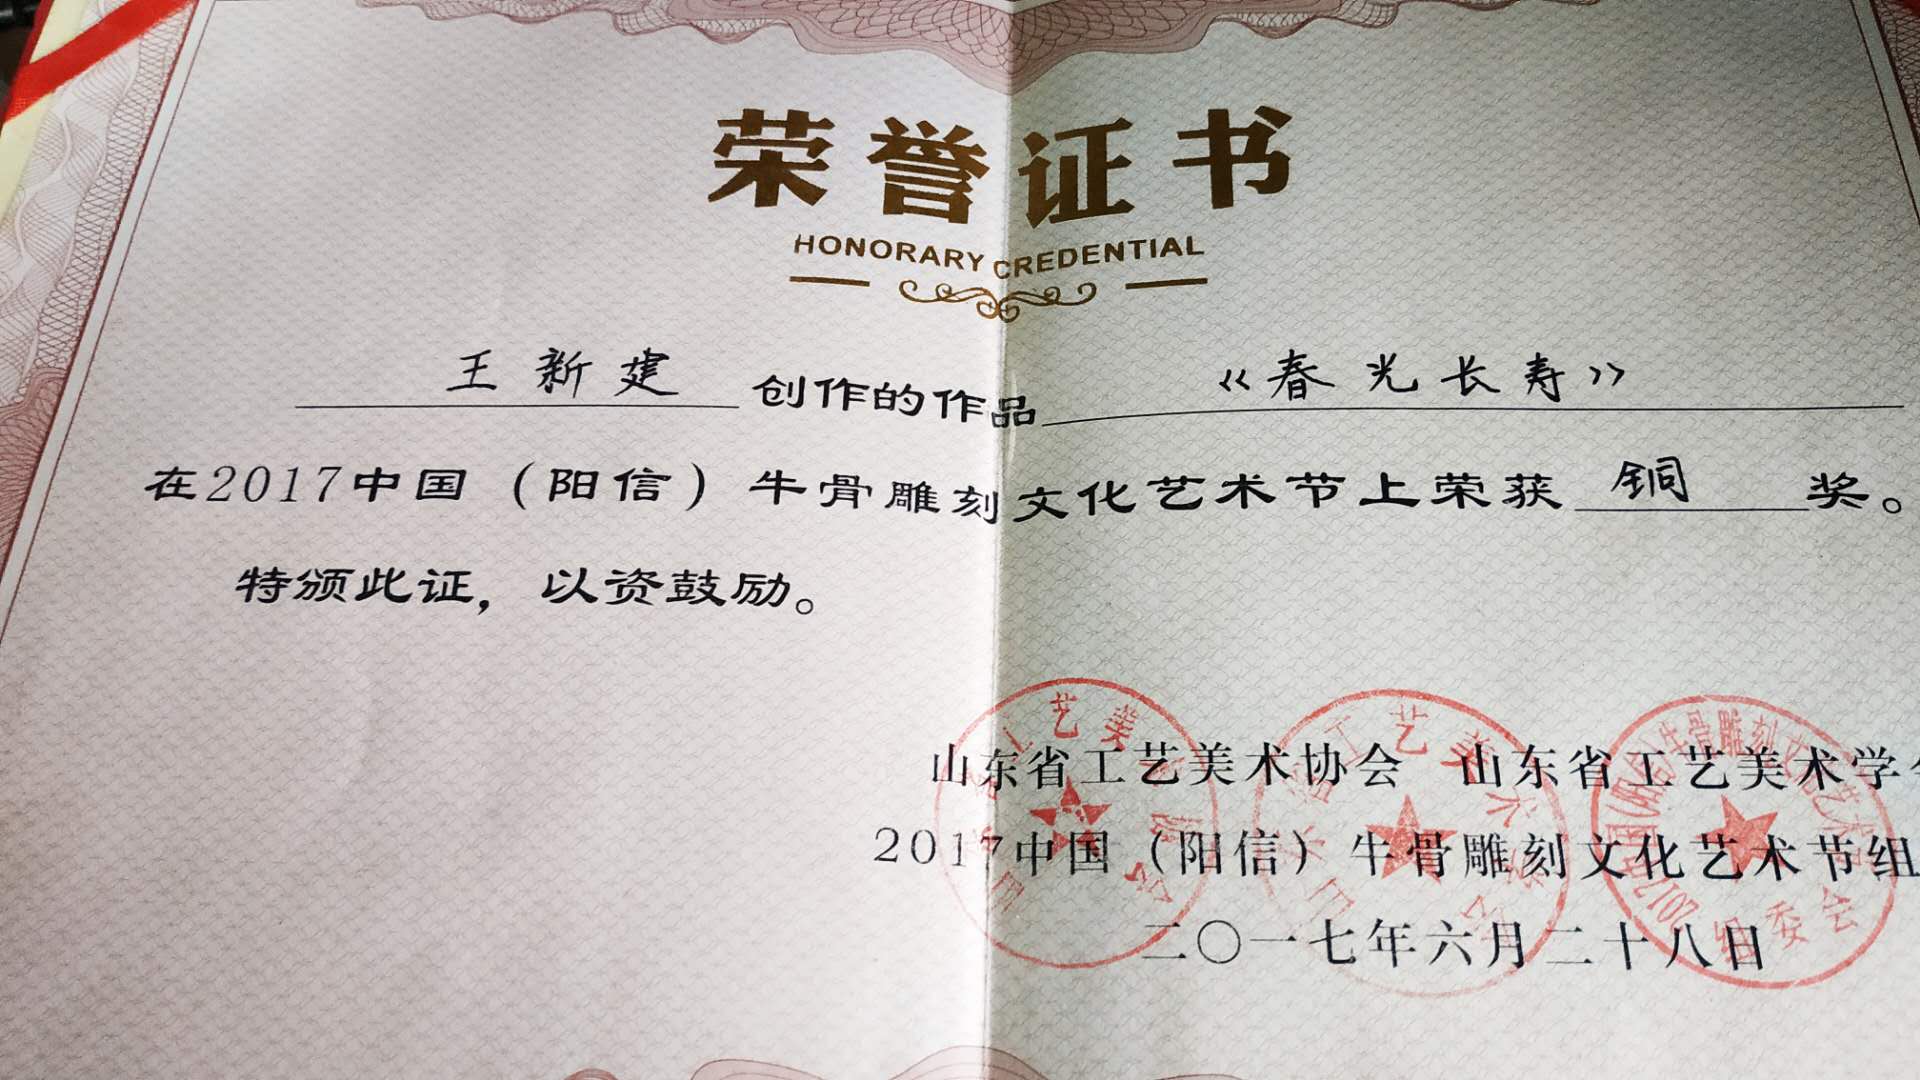 荣誉证书
HONORARY CREDENTIAL
王新建 创作的作品 《春光长寿》
在2017中国（阳信）牛骨雕刻文化艺术节上荣获 铜 奖。
特颁此证，以资鼓励。
山东省工艺美术协会 山东省工艺美术学
2017中国（阳信）牛骨雕刻文化艺术节组
二〇一七年六月二十八日
组委会